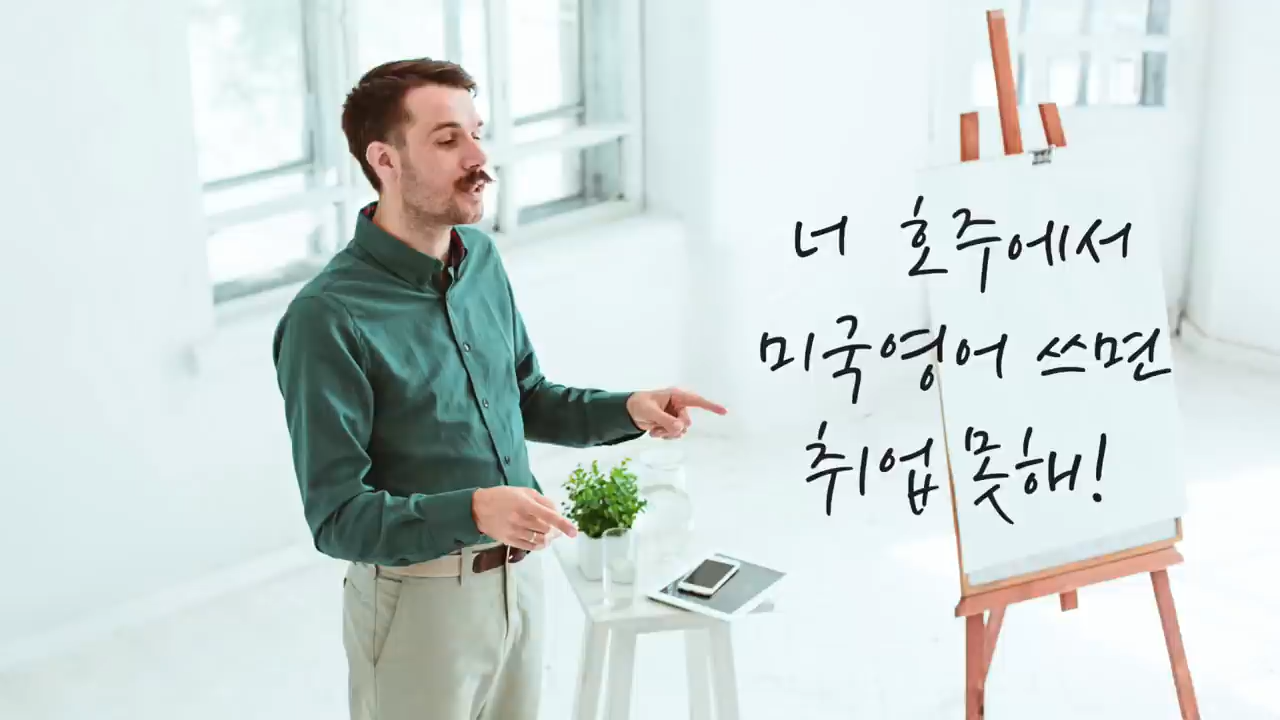 너 호주에서
미국영어 쓰면
취업 못해!